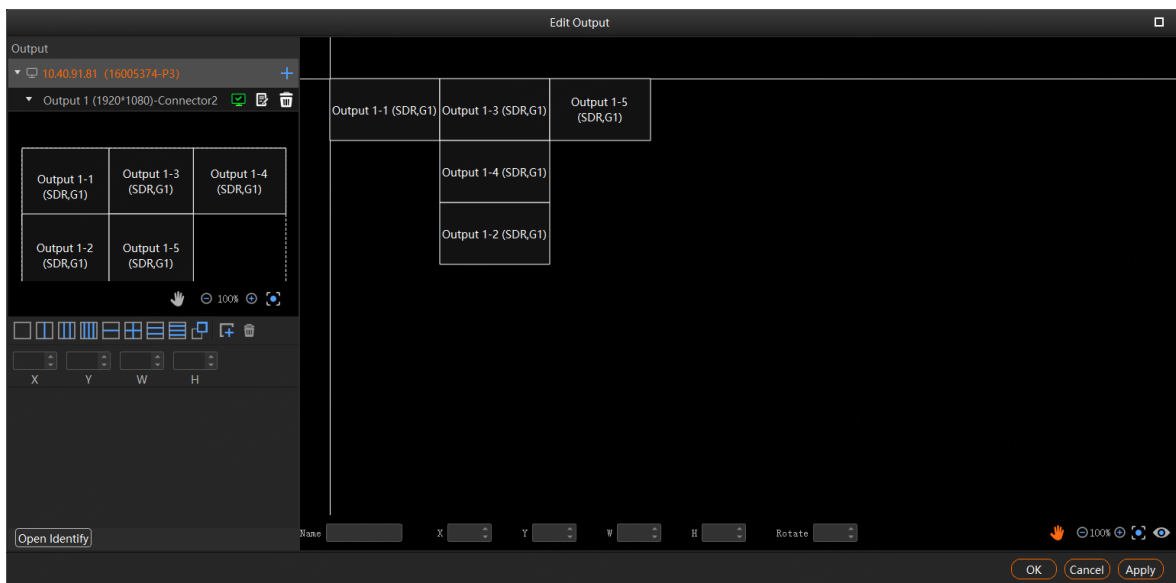 Edit Output
Output
10.40.91.81 (16005374-P3)
Output 1 (1920*1080)-Connector2
Output 1-1
(SDR,G1)
Output 1-3
(SDR,G1)
Output 1-4
(SDR,G1)
Output 1-2
(SDR,G1)
Output 1-5
(SDR,G1)
100%
X Y W H
Open Identify
Output 1-1 (SDR,G1)
Output 1-3 (SDR,G1)
Output 1-5
(SDR,G1)
Output 1-4 (SDR,G1)
Output 1-2 (SDR,G1)
Name X Y W H Rotate 100%
OK Cancel Apply